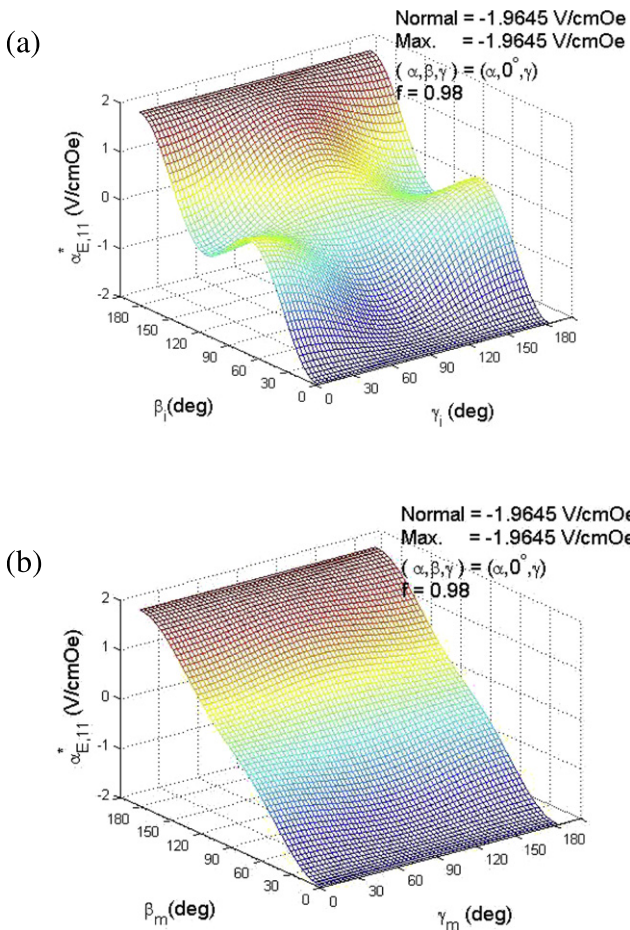 (a)
Normal = -1.9645 V/cmOe
Max. = -1.9645 V/cmOe
( α,β,γ ) = (α,0°,γ)
f = 0.98
α*E,11 (V/cmOe)
2
1
0
-1
-2
180
150
120
90
60
30
0
βi(deg)
0
30
60
90
120
150
180
γi (deg)
(b)
Normal = -1.9645 V/cmOe
Max. = -1.9645 V/cmOe
( α,β,γ ) = (α,0°,γ)
f = 0.98
α*E,11 (V/cmOe)
2
1
0
-1
-2
180
150
120
90
60
30
0
βm(deg)
0
30
60
90
120
150
180
γm (deg)